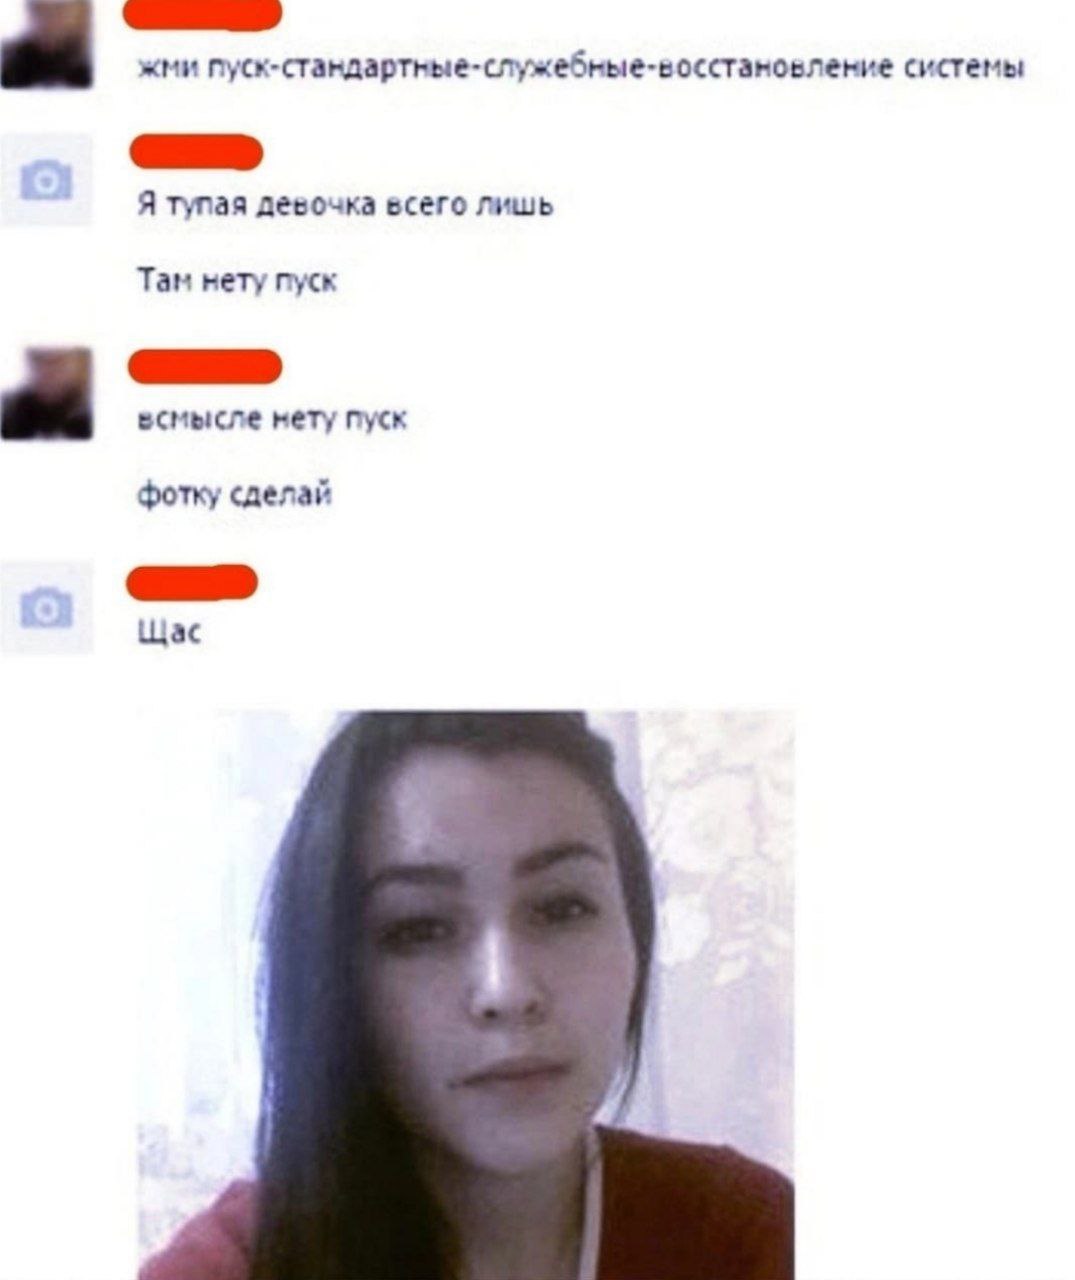 жми пуск-стандартные-служебные-восстановление системы
Я тупая девочка всего лишь
Там нету пуск
всмысле нету пуск
фотку сделай
Щас